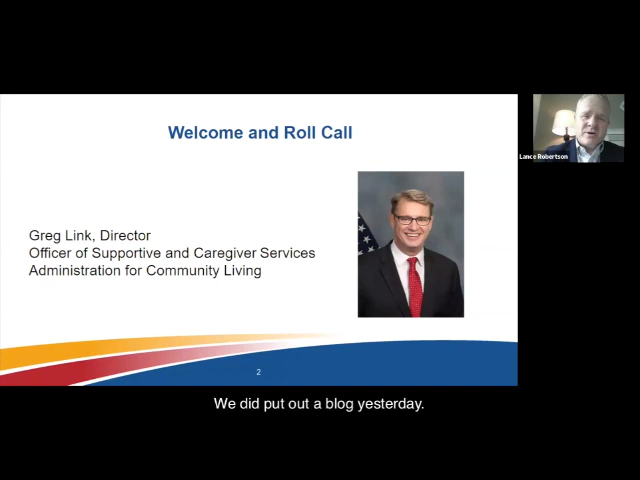 Welcome and Roll Call
Lance Robertson
Greg Link, Director
Officer of Supportive and Caregiver Services
Administration for Community Living
2
We did put out a blog yesterday.